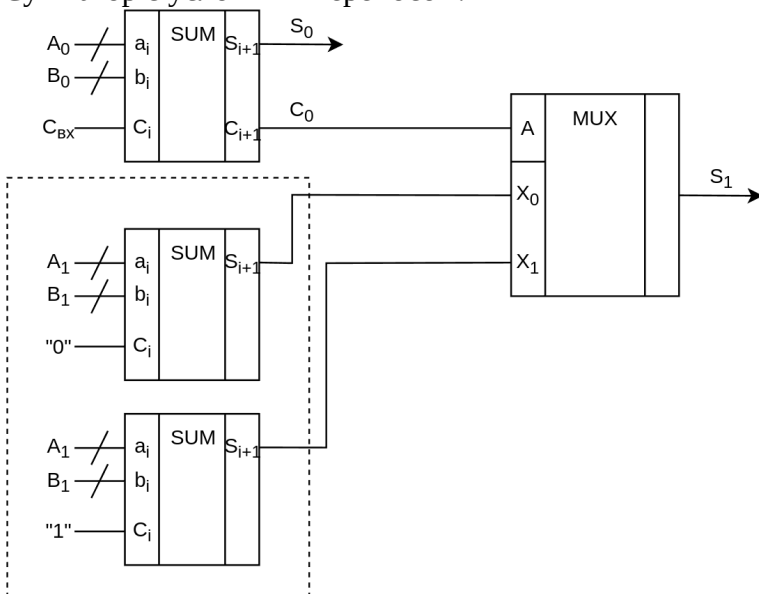 A0 ai SUM Si+1 S0
B0 bi
Cвх Ci Ci+1 C0
A MUX
X0 S1
X1
A1 ai SUM Si+1
B1 bi
"0" Ci
A1 ai SUM Si+1
B1 bi
"1" Ci